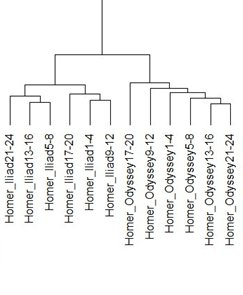 Homer_Iliad21-24
Homer_Iliad13-16
Homer_Iliad5-8
Homer_Iliad17-20
Homer_Iliad1-4
Homer_Iliad9-12
Homer_Odyssey17-20
Homer_Odyssey9-12
Homer_Odyssey1-4
Homer_Odyssey5-8
Homer_Odyssey13-16
Homer_Odyssey21-24